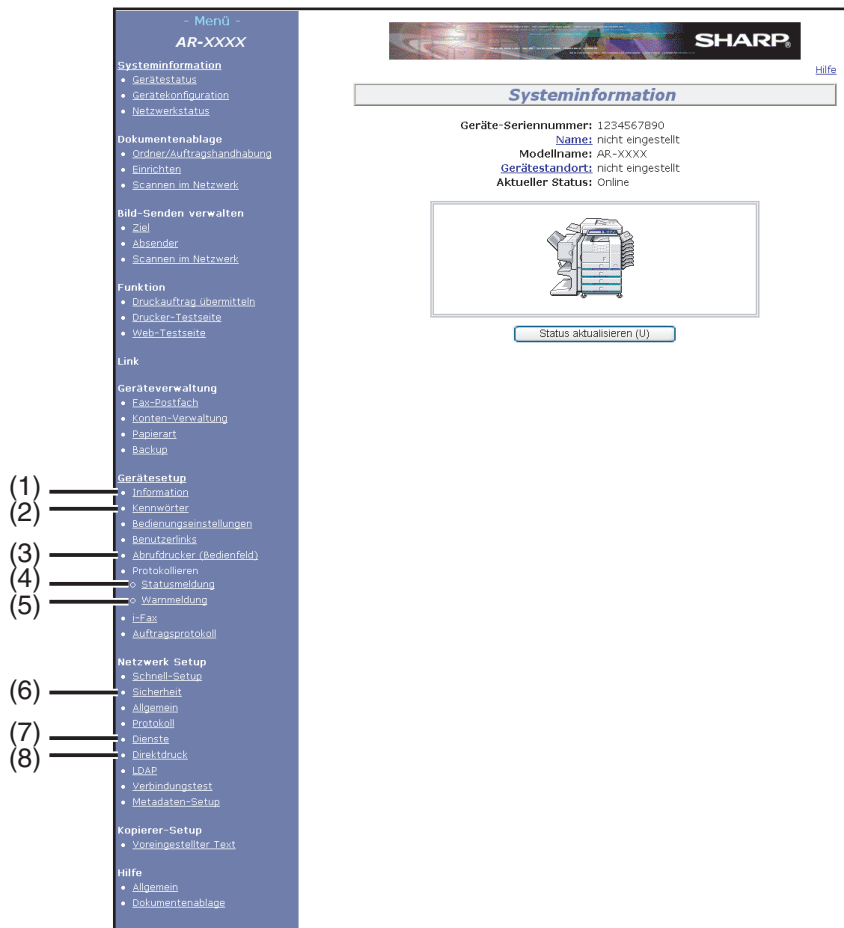 - Menü -
AR-XXXX
Systeminformation
• Gerätestatus
• Gerätekonfiguration
• Netzwerkstatus
Dokumentenablage
• Ordner/Auftragshandhabung
• Einrichten
• Scannen im Netzwerk
Bild-Senden verwalten
• Ziel
• Absender
• Scannen im Netzwerk
Funktion
• Druckauftrag übermitteln
• Drucker-Testseite
• Web-Testseite
Link
Geräteverwaltung
• Fax-Postfach
• Konten-Verwaltung
• Papierart
• Backup
Gerätesetup
(1) • Information
(2) • Kennwörter
• Bedienungseinstellungen
• Benutzerlinks
(3) • Abrufdrucker (Bedienfeld)
• Protokollieren
(4) ◦ Statusmeldung
(5) ◦ Warnmeldung
• i-Fax
• Auftragsprotokoll
Netzwerk Setup
• Schnell-Setup
(6) • Sicherheit
• Allgemein
• Protokoll
(7) • Dienste
(8) • Direktdruck
• LDAP
• Verbindungstest
• Metadaten-Setup
Kopierer-Setup
• Voreingestellter Text
Hilfe
• Allgemein
• Dokumentenablage
SHARP®
Hilfe
Systeminformation
Geräte-Seriennummer: 1234567890
Name: nicht eingestellt
Modellname: AR-XXXX
Gerätestandort: nicht eingestellt
Aktueller Status: Online
Status aktualisieren (U)